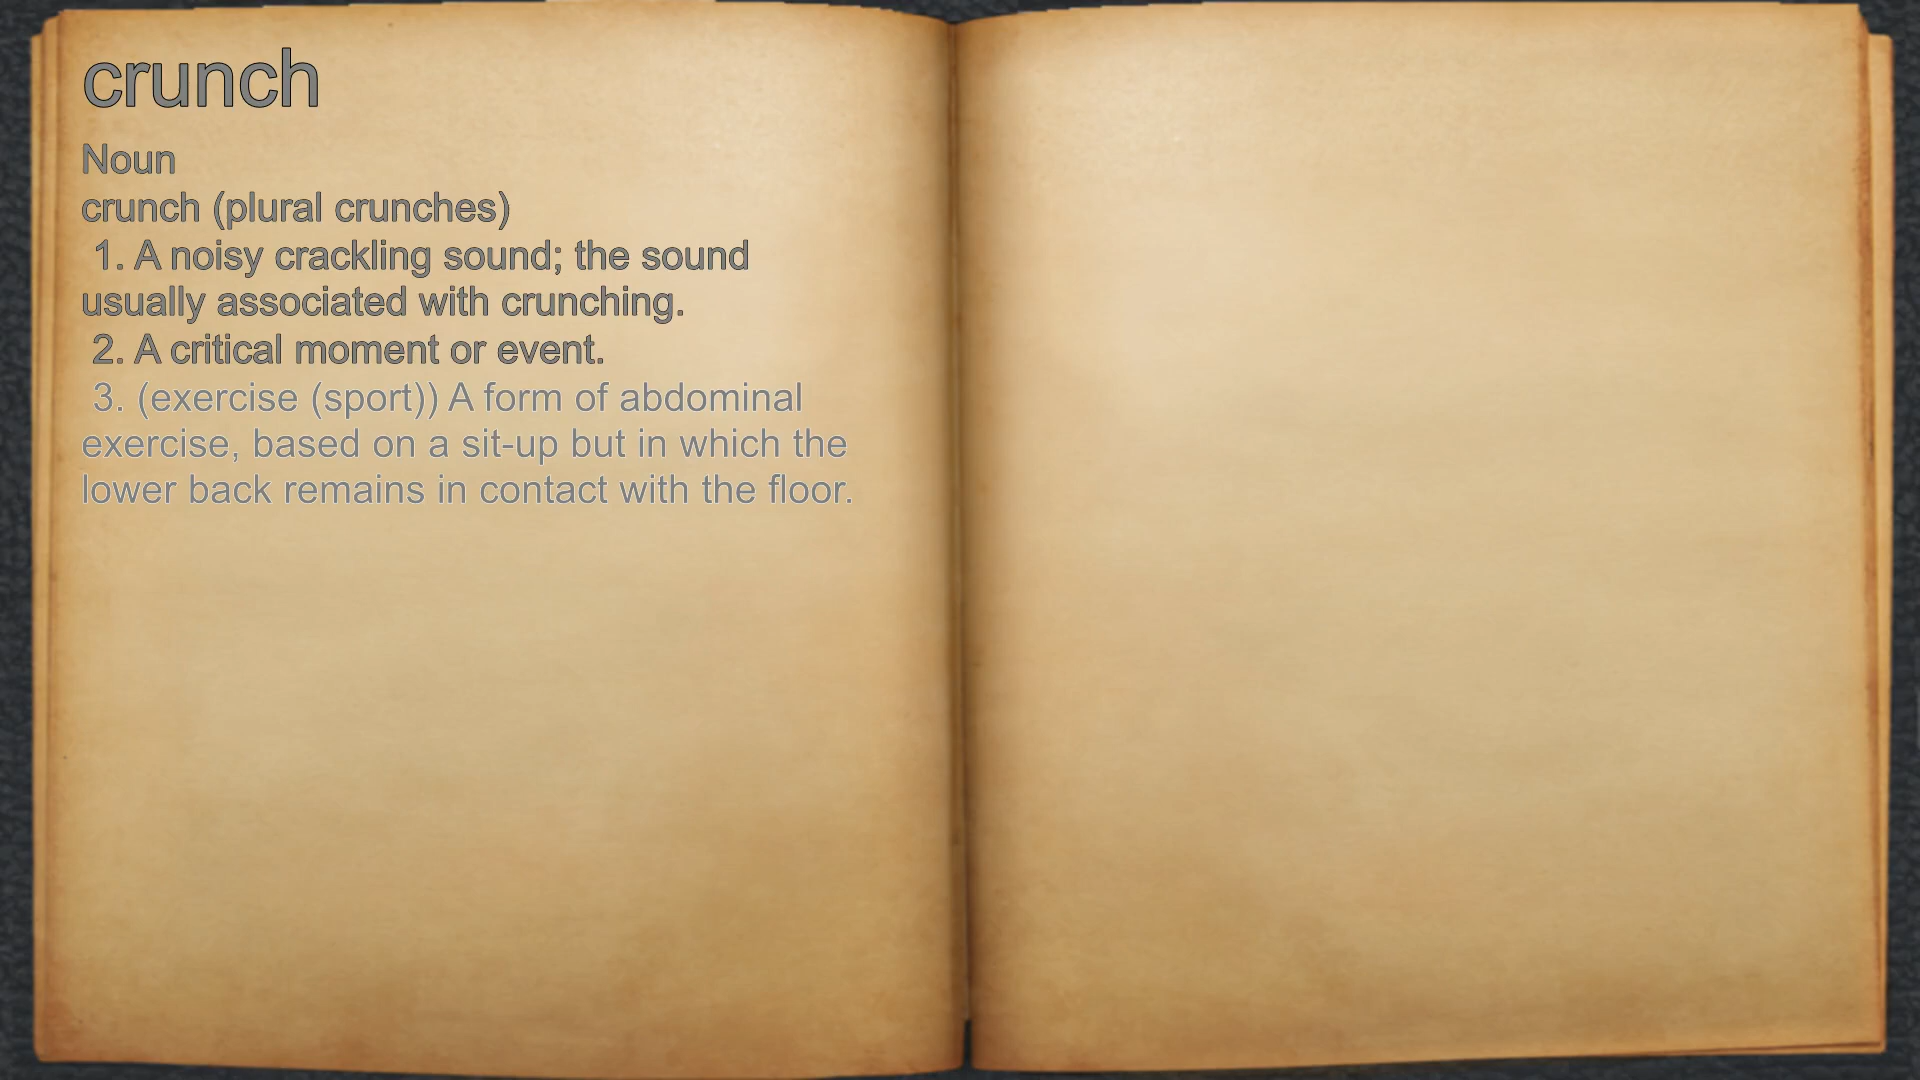 crunch
Noun
crunch (plural crunches)
1. A noisy crackling sound; the sound
usually associated with crunching.
2. A critical moment or event.
3. (exercise (sport)) A form of abdominal
exercise, based on a sit-up but in which the
lower back remains in contact with the floor.